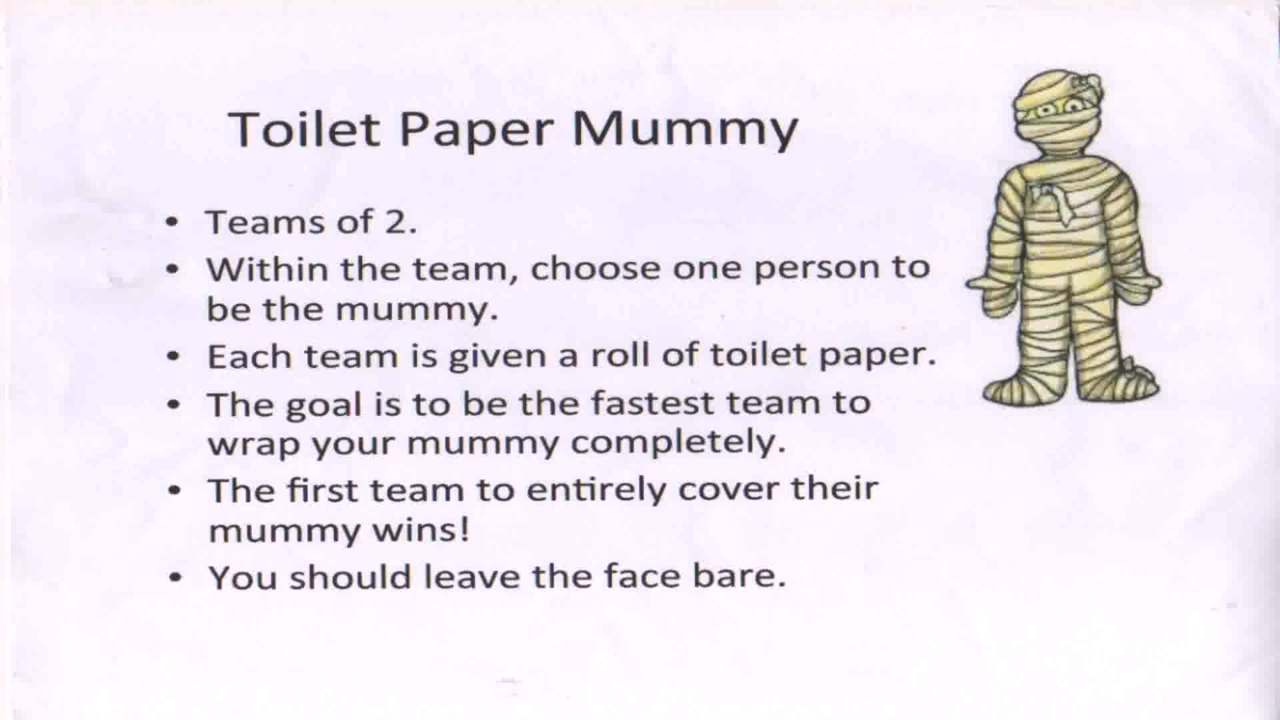 Toilet Paper Mummy
• Teams of 2.
• Within the team, choose one person to
be the mummy.
• Each team is given a roll of toilet paper.
• The goal is to be the fastest team to
wrap your mummy completely.
• The first team to entirely cover their
mummy wins!
• You should leave the face bare.